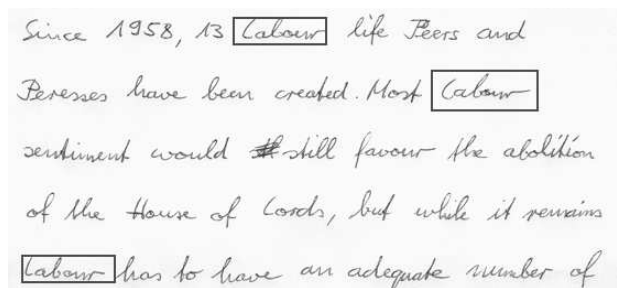 Since 1958, 13 Labour life Peers and
Peresses have been created. Most Labour
sentiment would still favour the abolition
of the House of Lords, but while it remains
Labour has to have an adequate number of